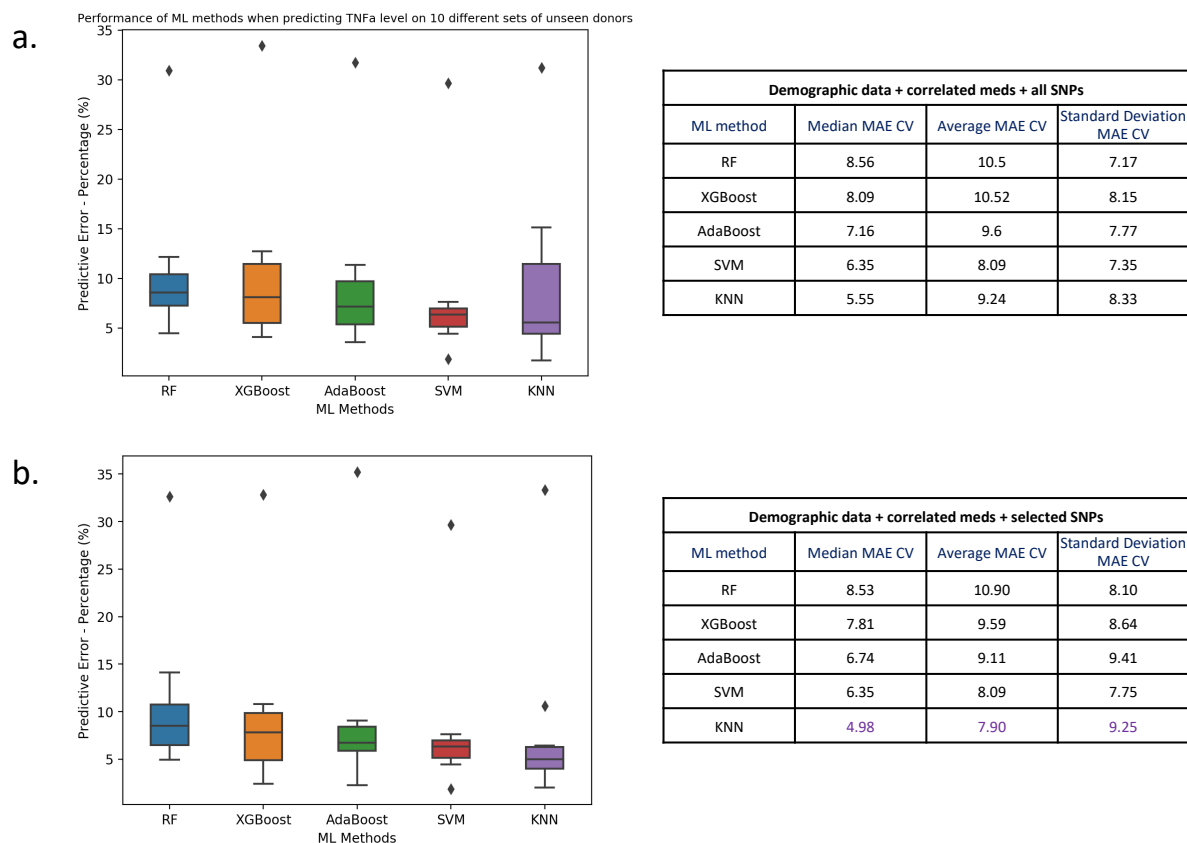 a.
Performance of ML methods when predicting TNFa level on 10 different sets of unseen donors
Predictive Error - Percentage (%)
35
30
25
20
15
10
5
RF XGBoost AdaBoost SVM KNN
ML Methods
Demographic data + correlated meds + all SNPs
ML method Median MAE CV Average MAE CV Standard Deviation
MAE CV
RF 8.56 10.5 7.17
XGBoost 8.09 10.52 8.15
AdaBoost 7.16 9.6 7.77
SVM 6.35 8.09 7.35
KNN 5.55 9.24 8.33
b.
Predictive Error - Percentage (%)
35
30
25
20
15
10
5
RF XGBoost AdaBoost SVM KNN
ML Methods
Demographic data + correlated meds + selected SNPs
ML method Median MAE CV Average MAE CV Standard Deviation
MAE CV
RF 8.53 10.90 8.10
XGBoost 7.81 9.59 8.64
AdaBoost 6.74 9.11 9.41
SVM 6.35 8.09 7.75
KNN 4.98 7.90 9.25